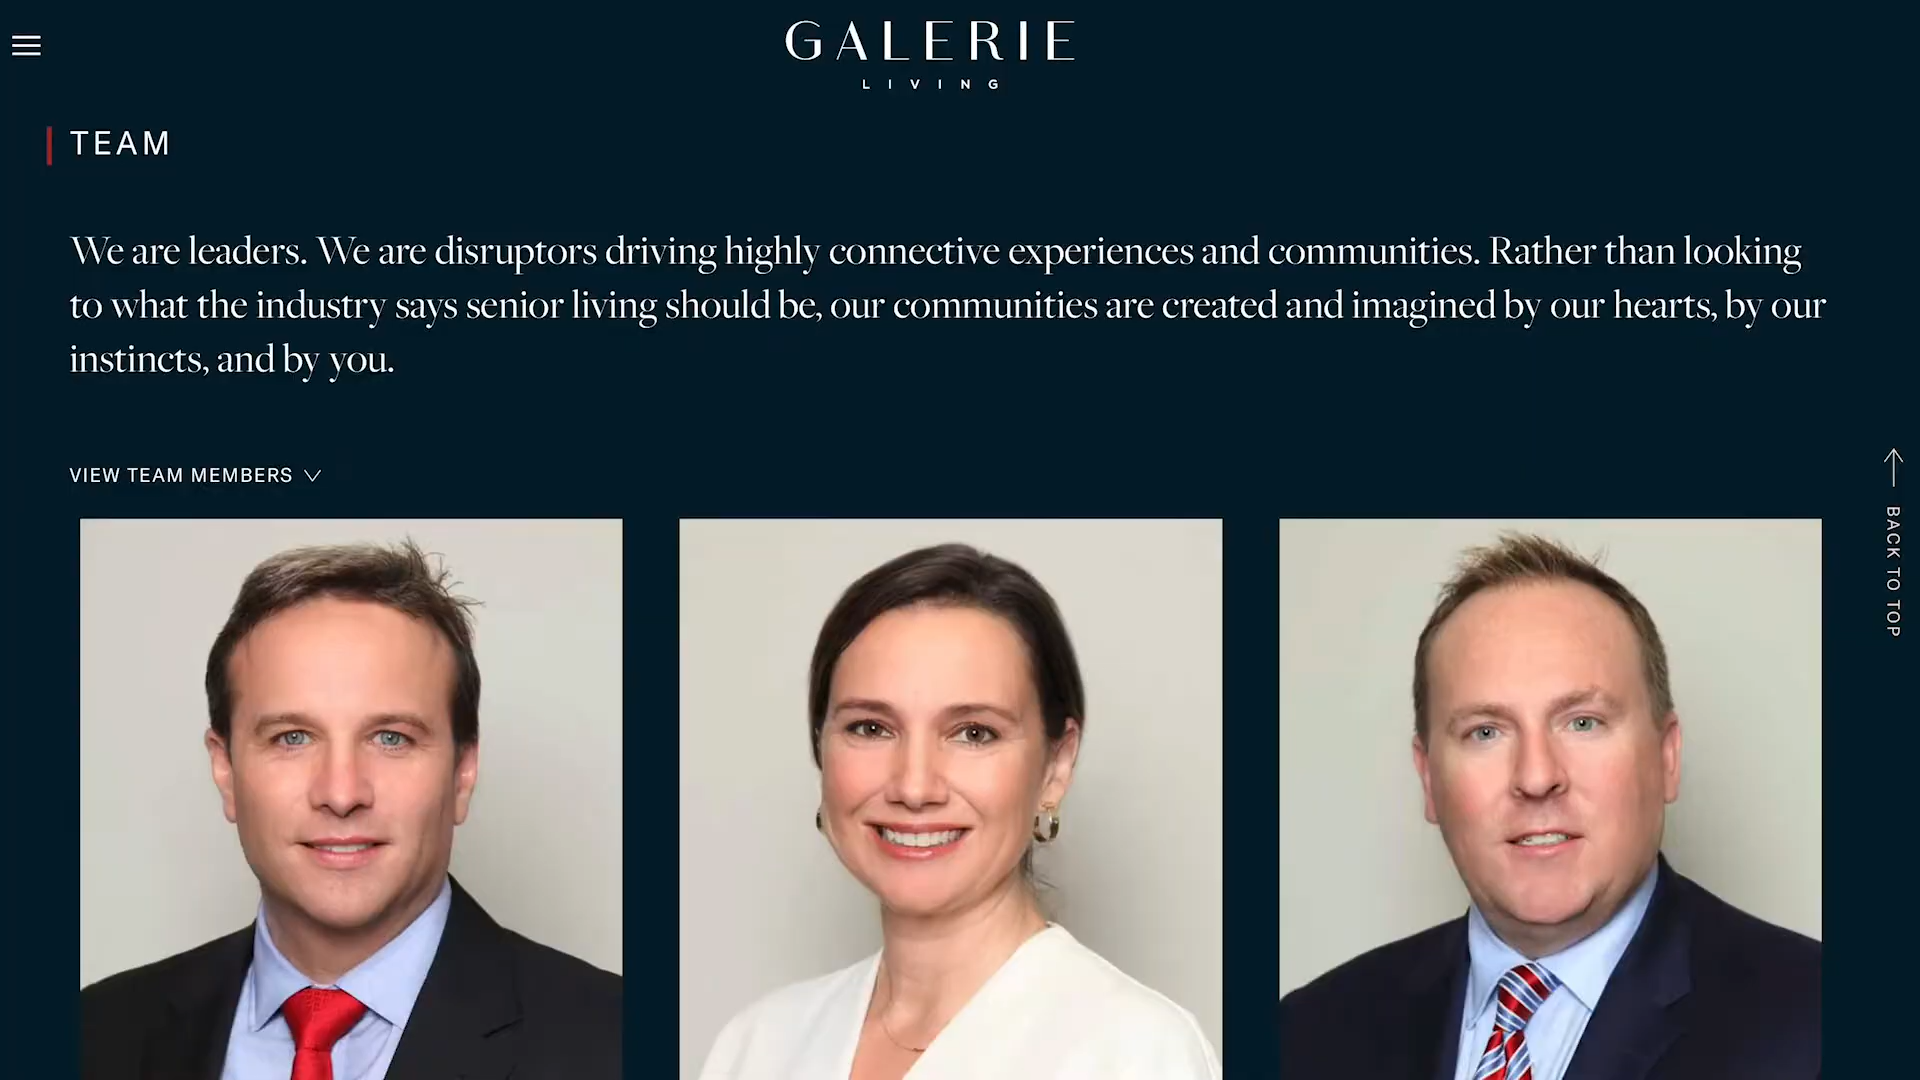 GALERIE
LIVING
TEAM
We are leaders. We are disruptors driving highly connective experiences and communities. Rather than looking
to what the industry says senior living should be, our communities are created and imagined by our hearts, by our
instincts, and by you.
VIEW TEAM MEMBERS
BACK TO TOP